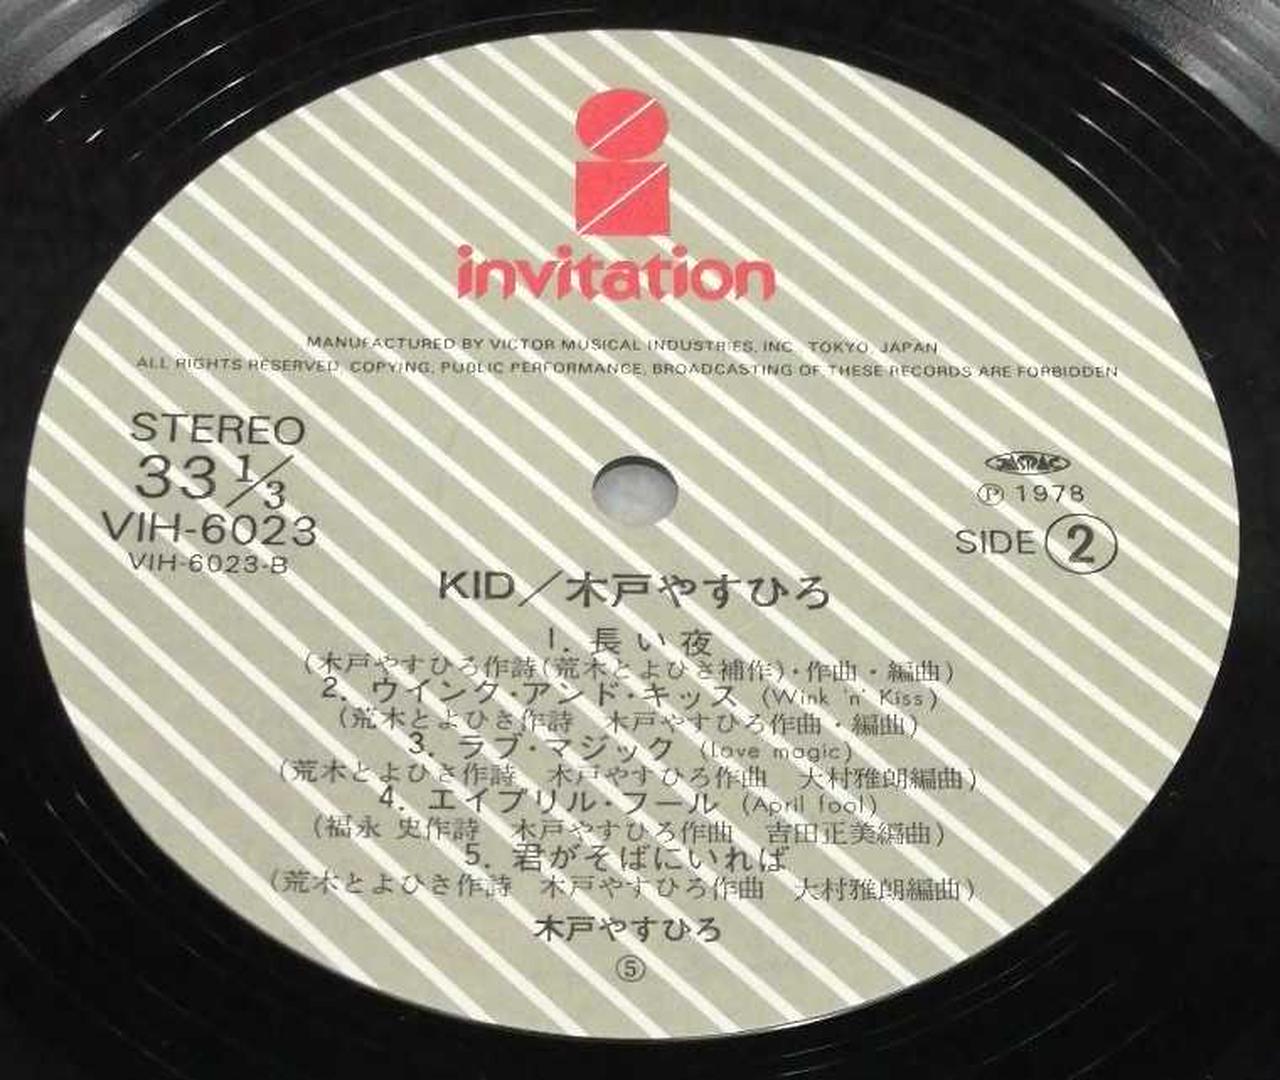 invitation
MANUFACTURED BY VICTOR MUSICAL INDUSTRIES, INC. TOKYO, JAPAN
ALL RIGHTS RESERVED. COPYING, PUBLIC PERFORMANCE, BROADCASTING OF THESE RECORDS ARE FORBIDDEN
STEREO
33 1/3
VIH-6023
VIH-6023-B
JASRAC
Ⓟ 1978
SIDE 2
KID／木戸やすひろ
1. 長い夜
(木戸やすひろ作詩(荒木とよひさ補作)・作曲・編曲)
2. ウインク・アンド・キッス (Wink 'n' Kiss)
(荒木とよひさ作詩 木戸やすひろ作曲・編曲)
3. ラブ・マジック (love magic)
(荒木とよひさ作詩 木戸やすひろ作曲 大村雅朗編曲)
4. エイプリル・フール (April fool)
(福永 史作詩 木戸やすひろ作曲 吉田正美編曲)
5. 君がそばにいれば
(荒木とよひさ作詩 木戸やすひろ作曲 大村雅朗編曲)
木戸やすひろ
⑤